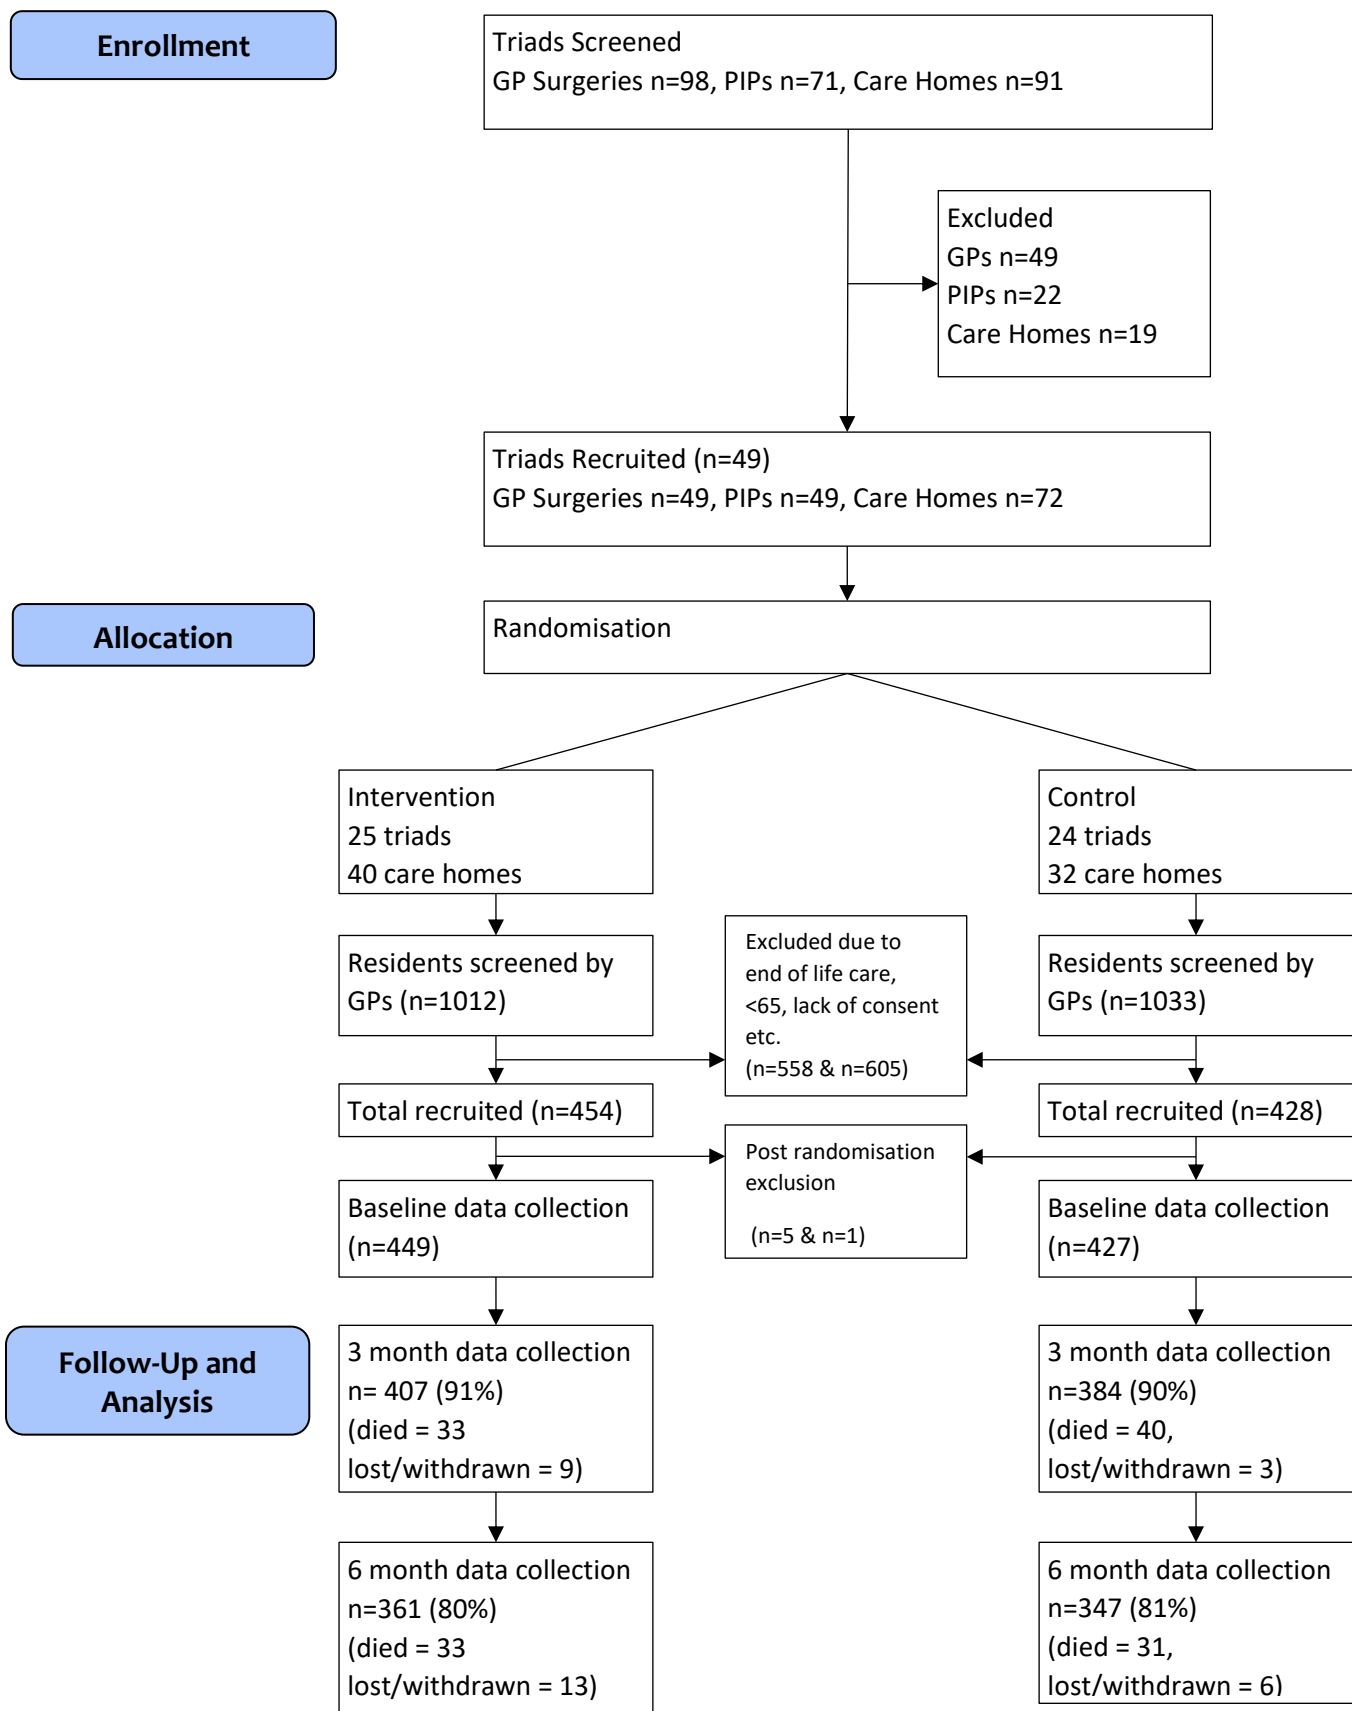 Enrollment
Triads Screened
GP Surgeries n=98, PIPs n=71, Care Homes n=91
Excluded
GPs n=49
PIPs n=22
Care Homes n=19
Triads Recruited (n=49)
GP Surgeries n=49, PIPs n=49, Care Homes n=72
Allocation
Randomisation
Intervention
25 triads
40 care homes
Control
24 triads
32 care homes
Residents screened by
GPs (n=1012)
Excluded due to
end of life care,
<65, lack of consent
etc.
(n=558 & n=605)
Residents screened by
GPs (n=1033)
Total recruited (n=454)
Total recruited (n=428)
Post randomisation
exclusion
(n=5 & n=1)
Baseline data collection
(n=449)
Baseline data collection
(n=427)
Follow-Up and
Analysis
3 month data collection
n= 407 (91%)
(died = 33
lost/withdrawn = 9)
3 month data collection
n=384 (90%)
(died = 40,
lost/withdrawn = 3)
6 month data collection
n=361 (80%)
(died = 33
lost/withdrawn = 13)
6 month data collection
n=347 (81%)
(died = 31,
lost/withdrawn = 6)